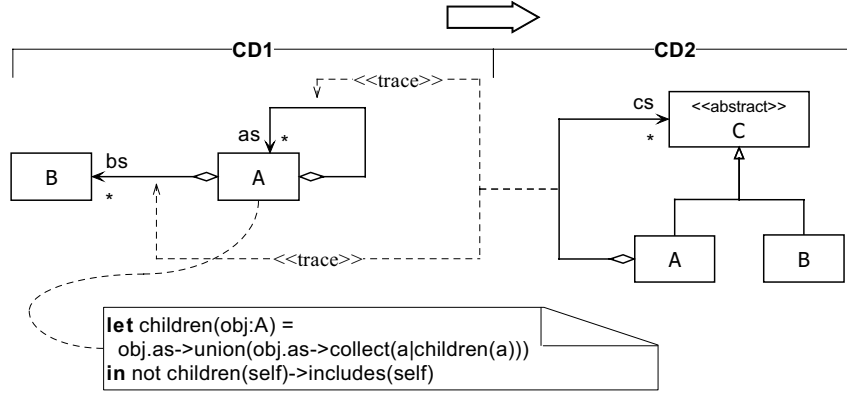 CD1
CD2
<<trace>>
cs
<<abstract>>
*
C
as
*
bs
B
A
*
<<trace>>
A
B
let children(obj:A) =
obj.as->union(obj.as->collect(a|children(a)))
in not children(self)->includes(self)